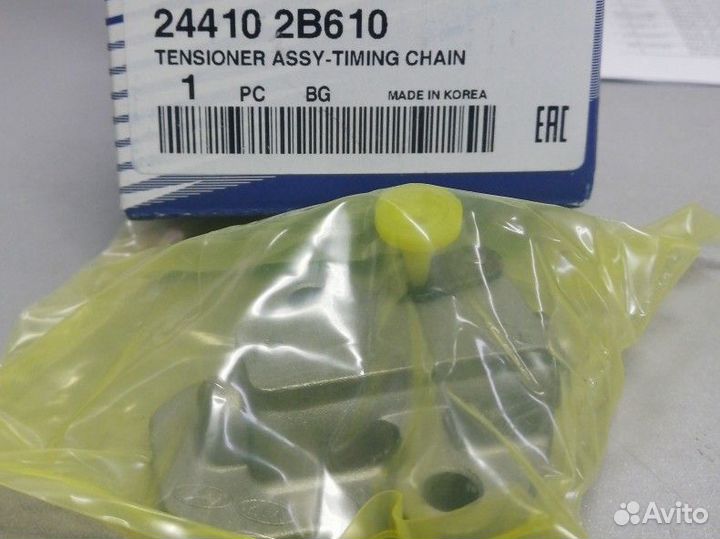 24410 2B610
TENSIONER ASSY-TIMING CHAIN
1 PC BG MADE IN KOREA
EAC
Avito